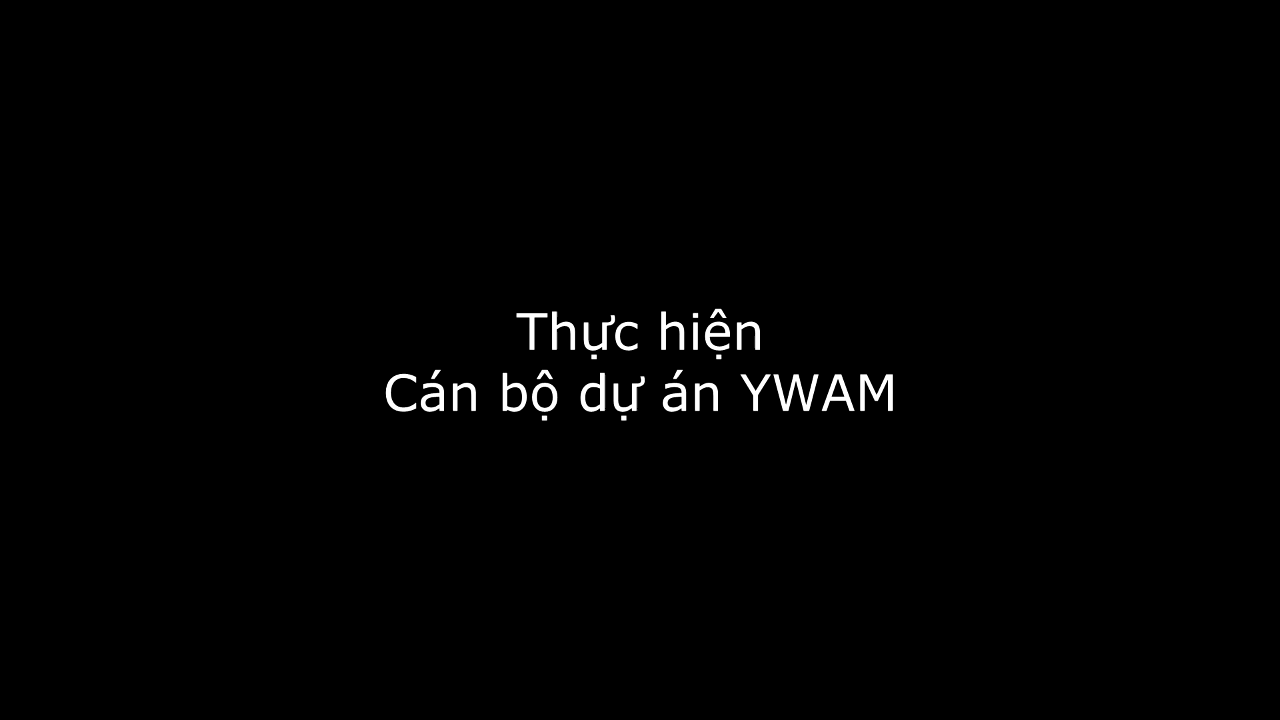 Thực hiện
Cán bộ dự án YWAM